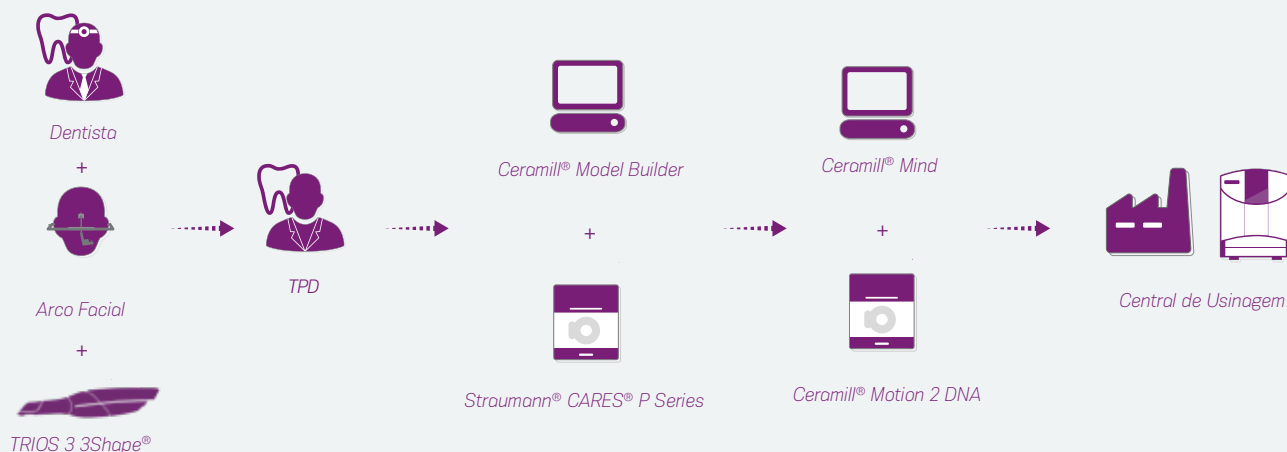 Dentista
+
Arco Facial
+
TRIOS 3 3Shape®
TPD
Ceramill® Model Builder
+
Straumann® CARES® P Series
Ceramill® Mind
+
Ceramill® Motion 2 DNA
Central de Usinagem